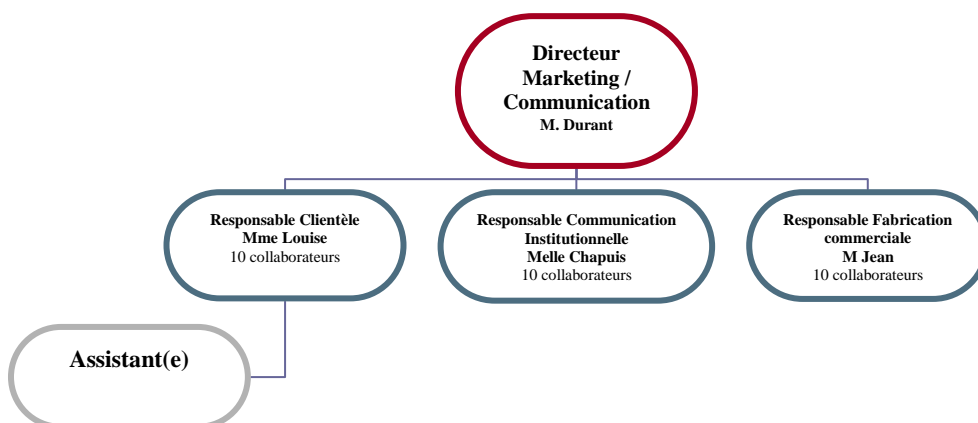 Directeur
Marketing /
Communication
M. Durant
Responsable Clientèle
Mme Louise
10 collaborateurs
Responsable Communication
Institutionnelle
Melle Chapuis
10 collaborateurs
Responsable Fabrication
commerciale
M Jean
10 collaborateurs
Assistant(e)